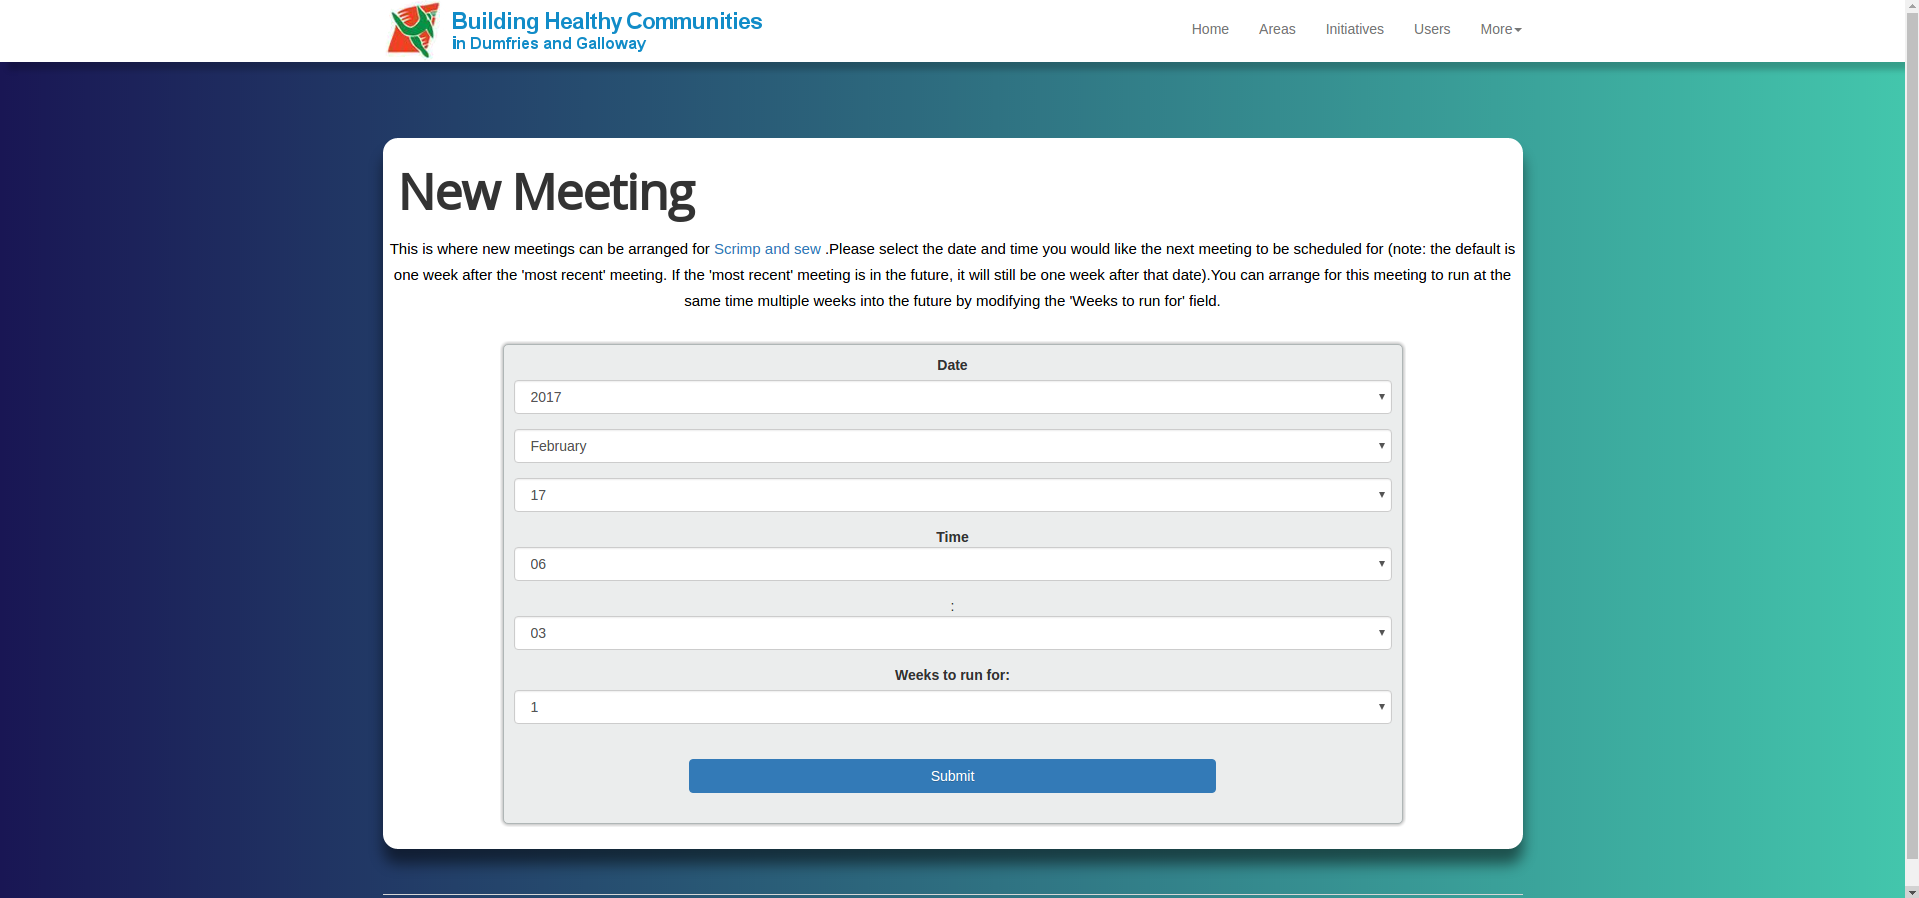 Building Healthy Communities
in Dumfries and Galloway
Home Areas Initiatives Users More
New Meeting
This is where new meetings can be arranged for Scrimp and sew .Please select the date and time you would like the next meeting to be scheduled for (note: the default is
one week after the 'most recent' meeting. If the 'most recent' meeting is in the future, it will still be one week after that date).You can arrange for this meeting to run at the
same time multiple weeks into the future by modifying the 'Weeks to run for' field.
Date
2017
February
17
Time
06
:
03
Weeks to run for:
1
Submit